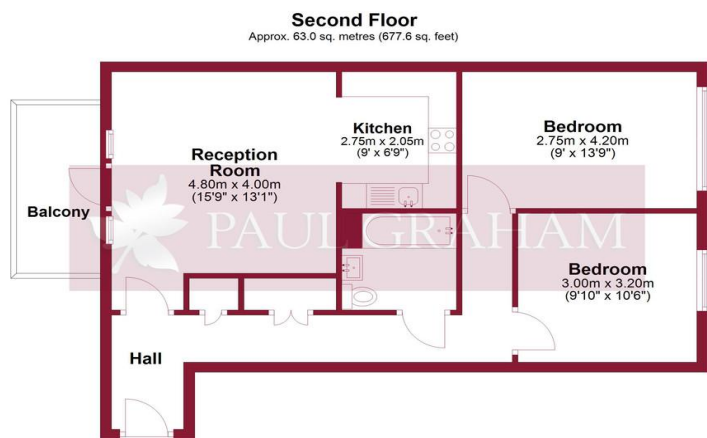 Second Floor
Approx. 63.0 sq. metres (677.6 sq. feet)
Kitchen
2.75m x 2.05m
(9' x 6'9")
Bedroom
2.75m x 4.20m
(9' x 13'9")
Reception
Room
4.80m x 4.00m
(15'9" x 13'1")
Balcony
PAUL GRAHAM
Bedroom
3.00m x 3.20m
(9'10" x 10'6")
Hall